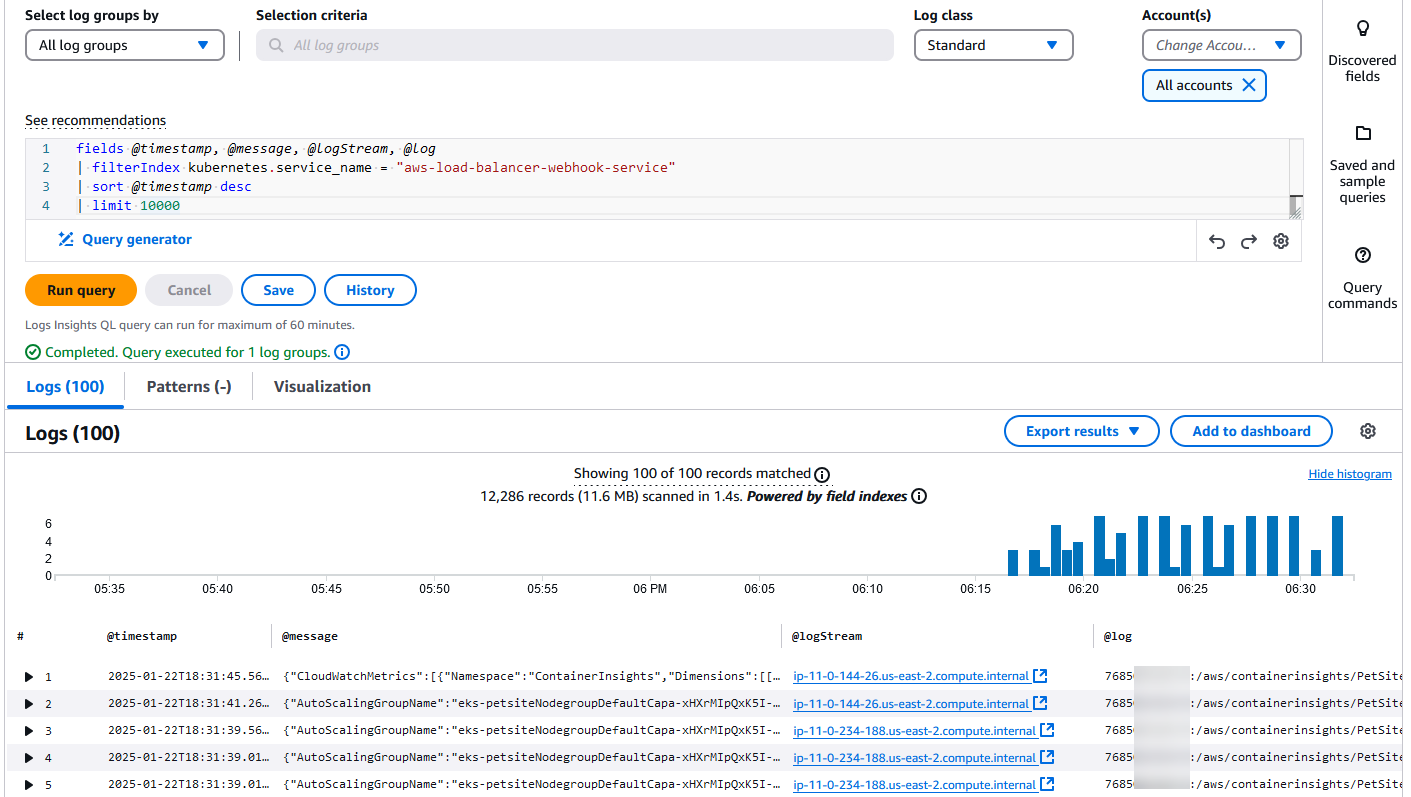 Select log groups by
Selection criteria
Log class
Account(s)
All log groups
All log groups
Standard
Change Accou...
All accounts
Discovered
fields
See recommendations
1 fields @timestamp, @message, @logStream, @log
2 | filterIndex kubernetes.service_name = "aws-load-balancer-webhook-service"
3 | sort @timestamp desc
4 | limit 10000
Saved and
sample
queries
Query generator
Query
commands
Run query
Cancel
Save
History
Logs Insights QL query can run for maximum of 60 minutes.
Completed. Query executed for 1 log groups.
Logs (100)
Patterns (-)
Visualization
Logs (100)
Export results
Add to dashboard
Showing 100 of 100 records matched
Hide histogram
12,286 records (11.6 MB) scanned in 1.4s. Powered by field indexes
6
4
2
0
05:35 05:40 05:45 05:50 05:55 06 PM 06:05 06:10 06:15 06:20 06:25 06:30
# @timestamp @message @logStream @log
1 2025-01-22T18:31:45.56... {"CloudWatchMetrics":[{"Namespace":"ContainerInsights","Dimensions":[[... ip-11-0-144-26.us-east-2.compute.internal 7685 :/aws/containerinsights/PetSite
2 2025-01-22T18:31:41.26... {"AutoScalingGroupName":"eks-petsiteNodegroupDefaultCapa-xHXrMIpQxK5I-... ip-11-0-144-26.us-east-2.compute.internal 7685 :/aws/containerinsights/PetSite
3 2025-01-22T18:31:39.56... {"AutoScalingGroupName":"eks-petsiteNodegroupDefaultCapa-xHXrMIpQxK5I-... ip-11-0-234-188.us-east-2.compute.internal 7685 :/aws/containerinsights/PetSite
4 2025-01-22T18:31:39.01... {"AutoScalingGroupName":"eks-petsiteNodegroupDefaultCapa-xHXrMIpQxK5I-... ip-11-0-234-188.us-east-2.compute.internal 7685 :/aws/containerinsights/PetSite
5 2025-01-22T18:31:39.01... {"AutoScalingGroupName":"eks-petsiteNodegroupDefaultCapa-xHXrMIpQxK5I-... ip-11-0-234-188.us-east-2.compute.internal 7685 :/aws/containerinsights/PetSite